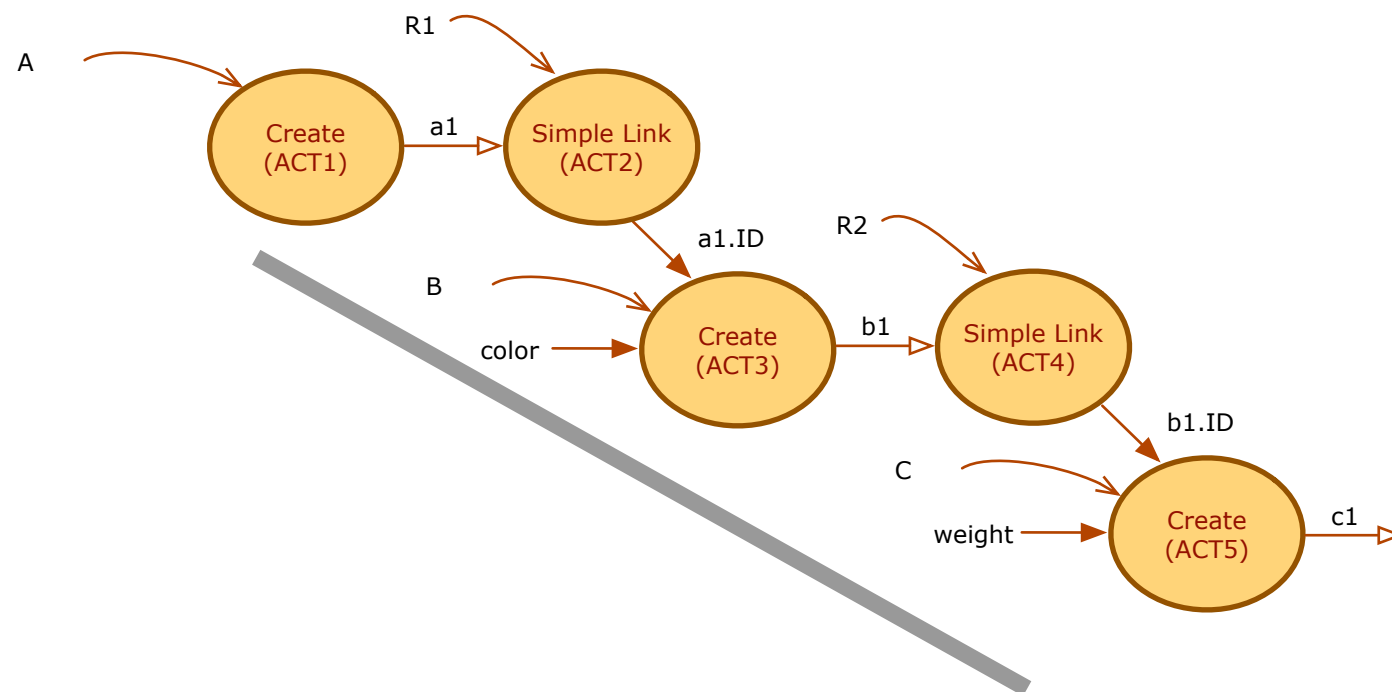 R1
A
a1
Create
(ACT1)
Simple Link
(ACT2)
a1.ID
R2
B
color
Create
(ACT3)
b1
Simple Link
(ACT4)
b1.ID
C
weight
Create
(ACT5)
c1